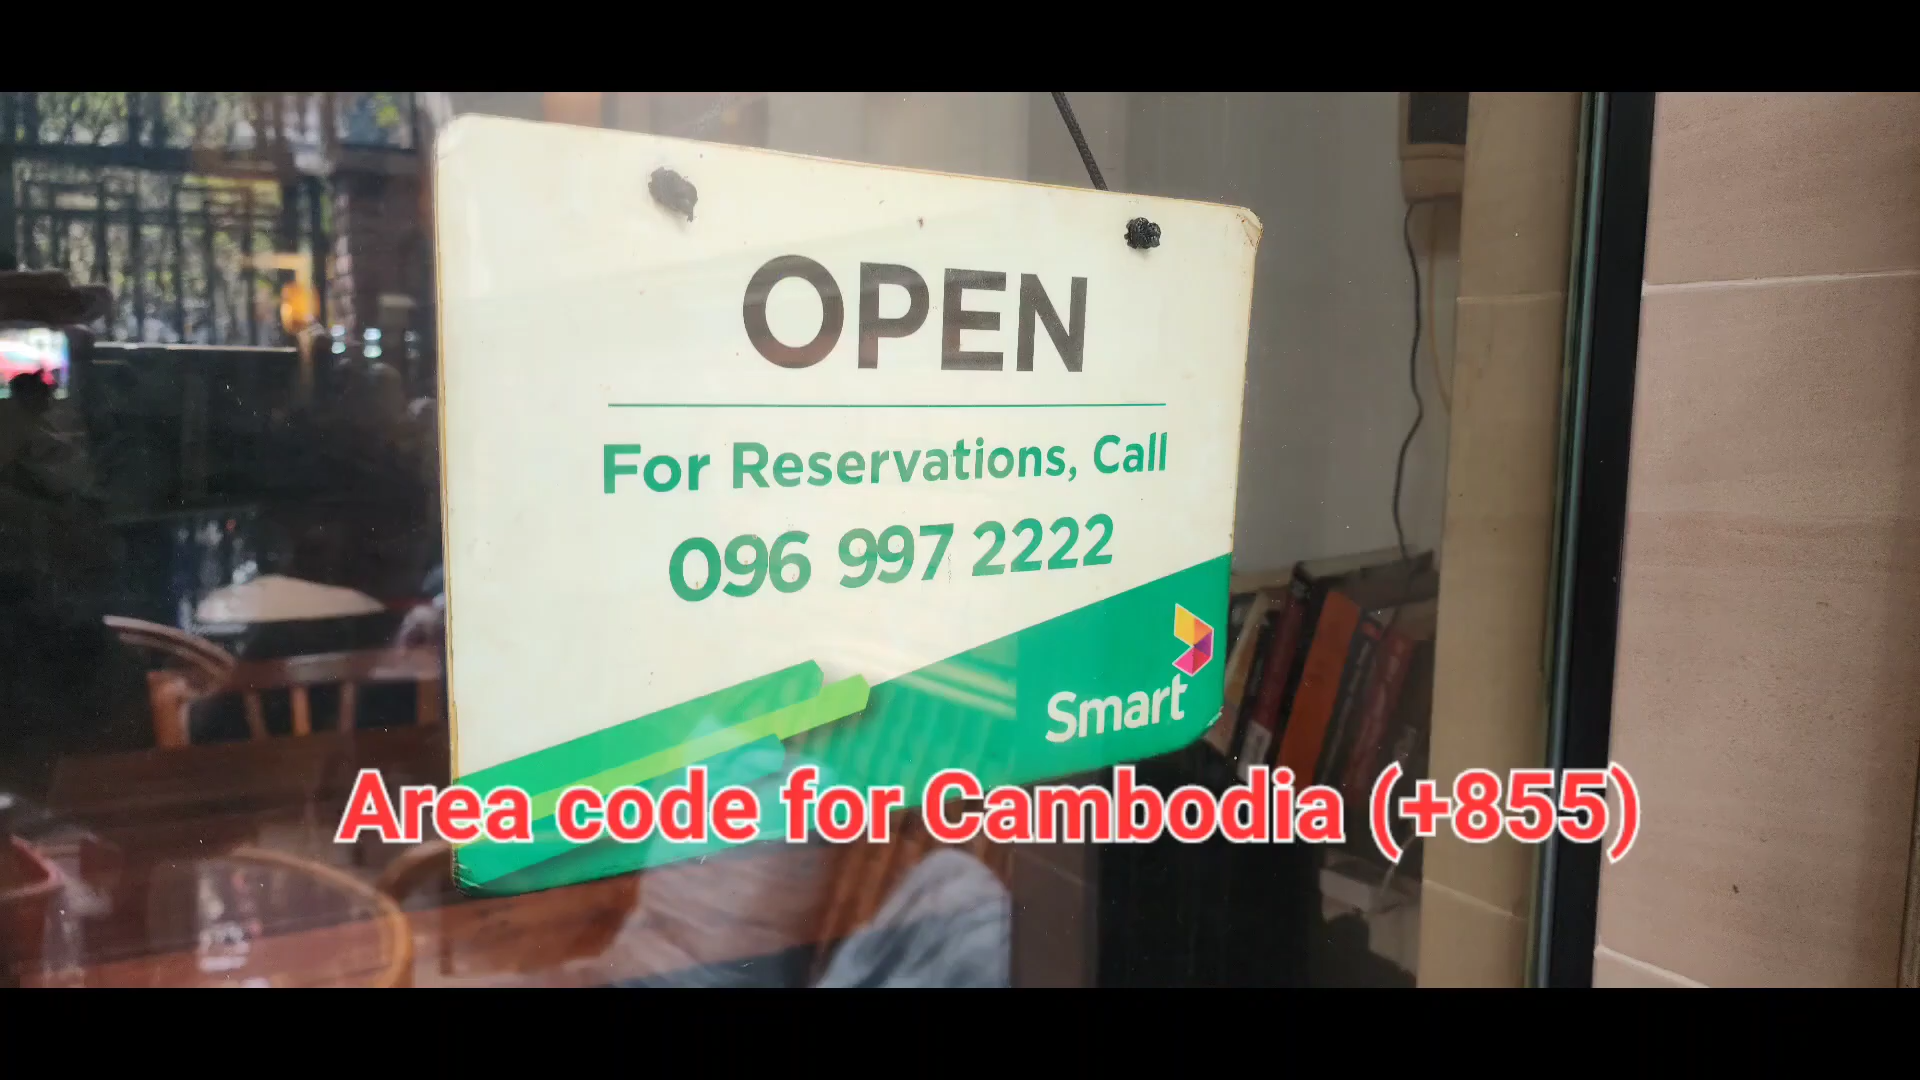 OPEN
For Reservations, Call
096 997 2222
Smart
Area code for Cambodia (+855)